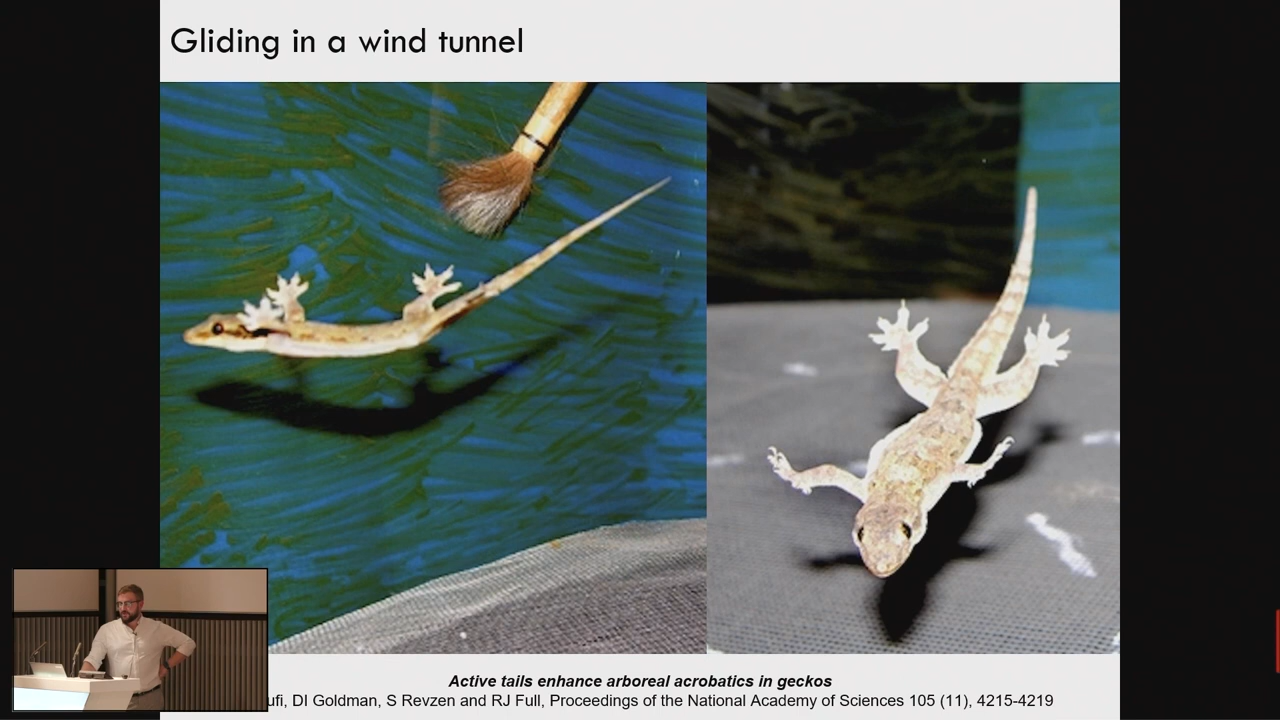 Gliding in a wind tunnel
Active tails enhance arboreal acrobatics in geckos
DI Goldman, S Revzen and RJ Full, Proceedings of the National Academy of Sciences 105 (11), 4215-4219